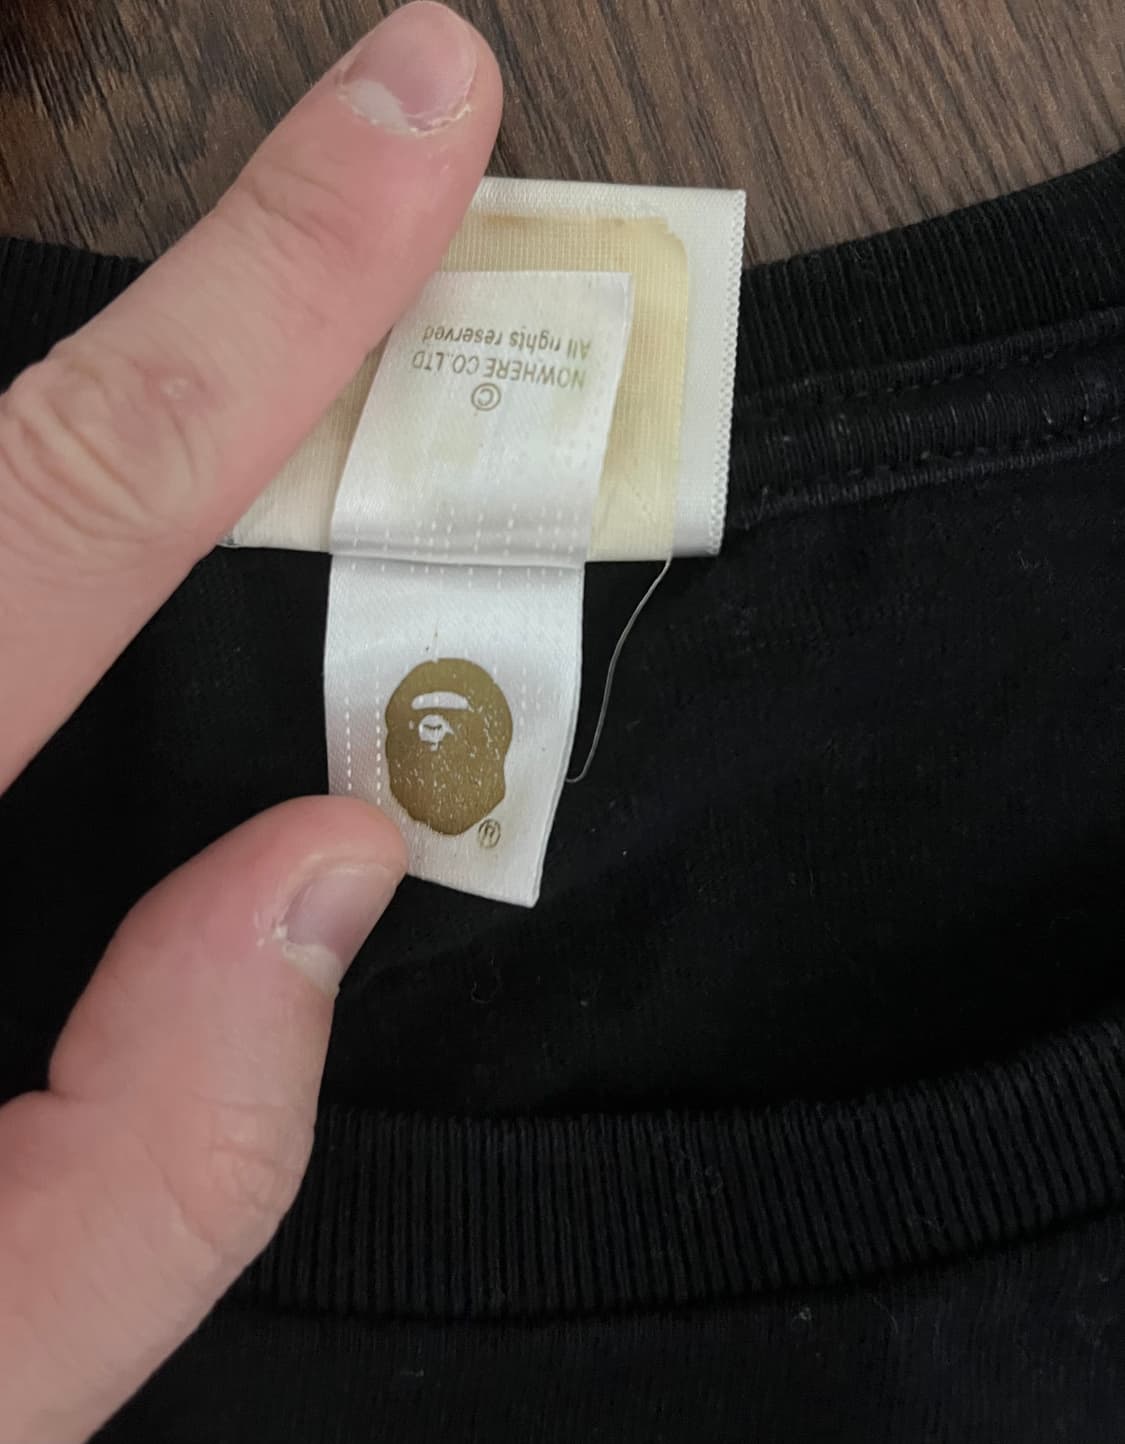 ©
NOWHERE CO.LTD
All rights reserved
®